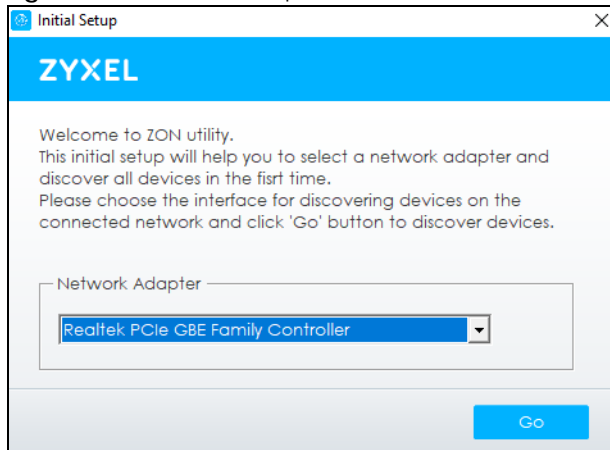 Initial Setup
ZYXEL
Welcome to ZON utility.
This initial setup will help you to select a network adapter and
discover all devices in the fisrt time.
Please choose the interface for discovering devices on the
connected network and click 'Go' button to discover devices.
Network Adapter
Realtek PCIe GBE Family Controller
Go